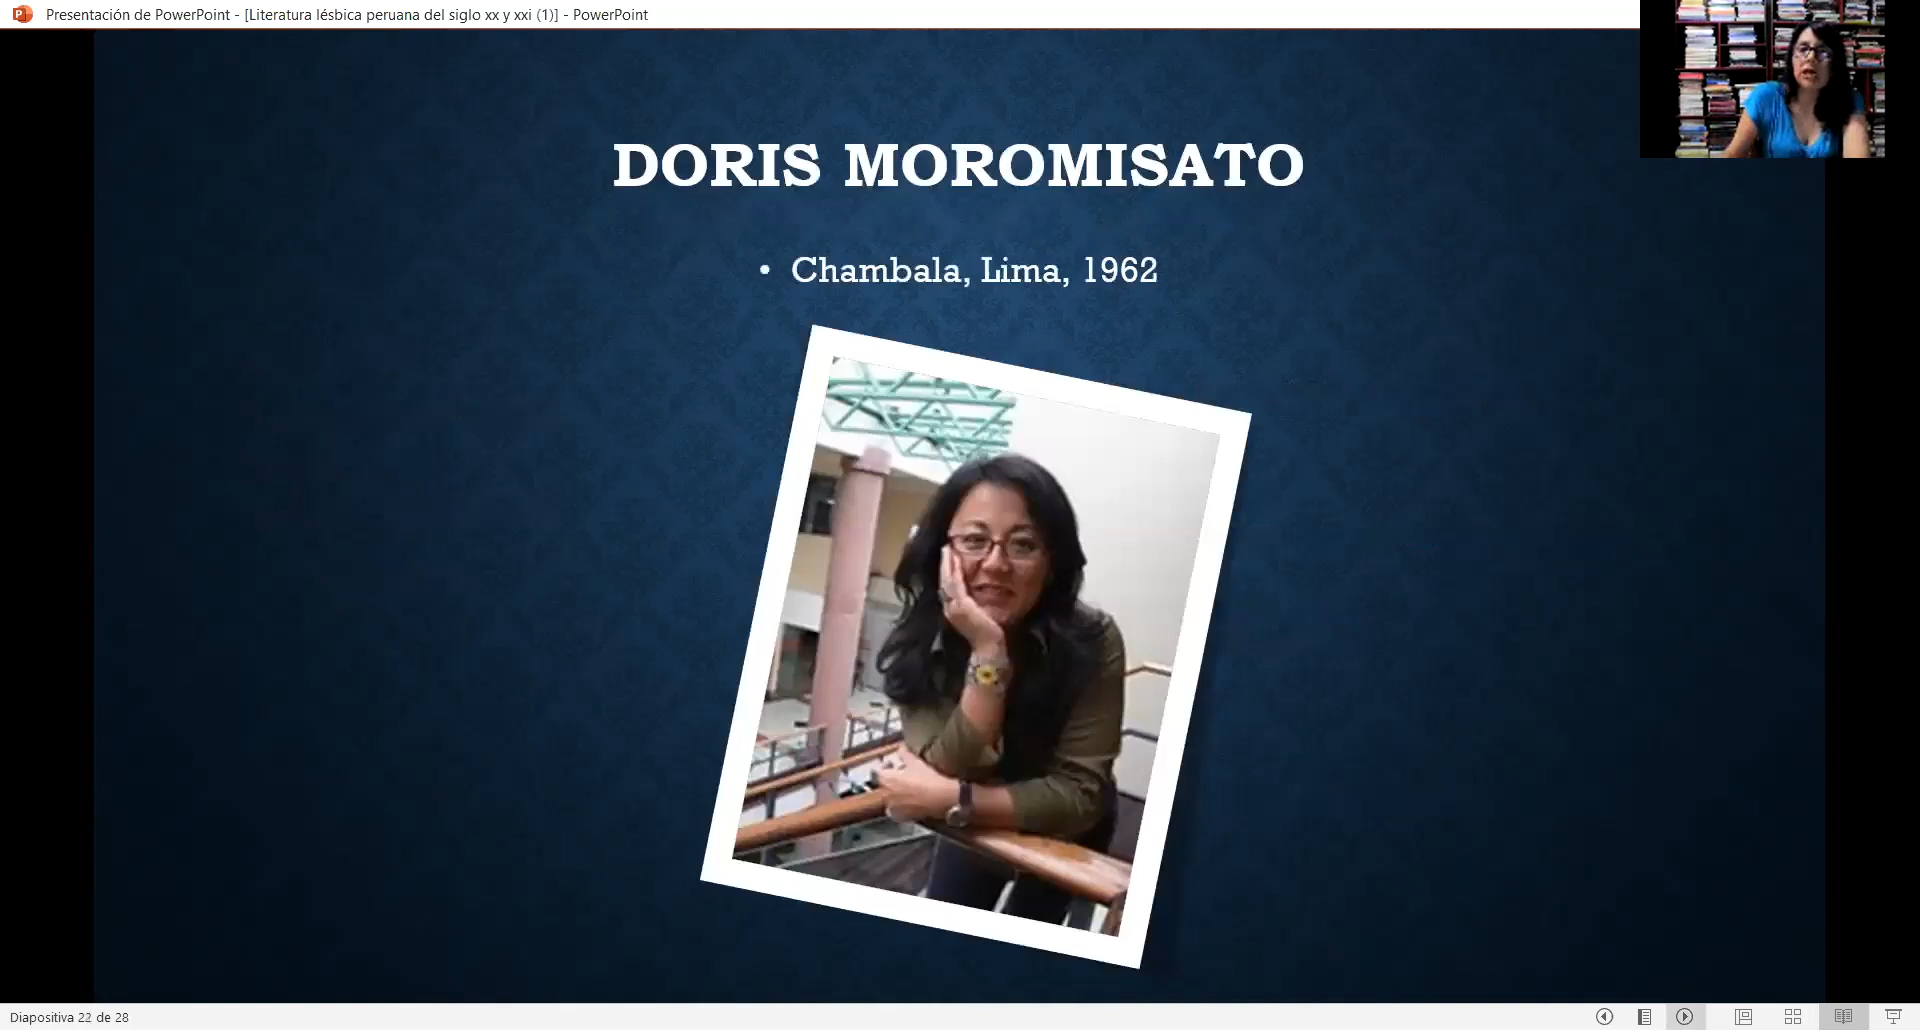 Presentación de PowerPoint - [Literatura lésbica peruana del siglo xx y xxi (1)] - PowerPoint
DORIS MOROMISATO
• Chambala, Lima, 1962
Diapositiva 22 de 28